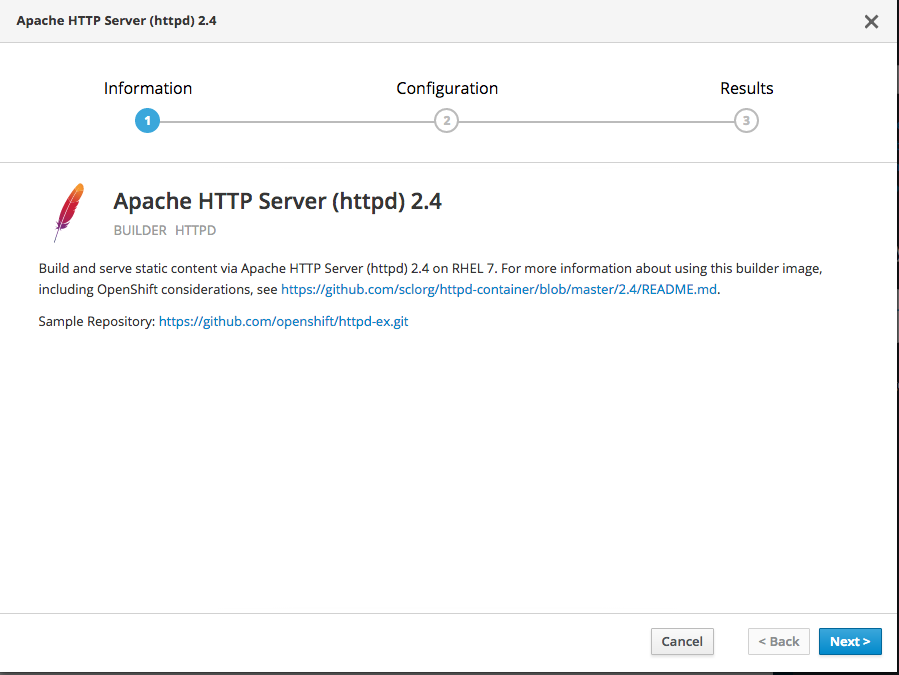 Apache HTTP Server (httpd) 2.4
Information
Configuration
Results
1
2
3
Apache HTTP Server (httpd) 2.4
BUILDER HTTPD
Build and serve static content via Apache HTTP Server (httpd) 2.4 on RHEL 7. For more information about using this builder image,
including OpenShift considerations, see https://github.com/sclorg/httpd-container/blob/master/2.4/README.md.
Sample Repository: https://github.com/openshift/httpd-ex.git
Cancel
< Back
Next >